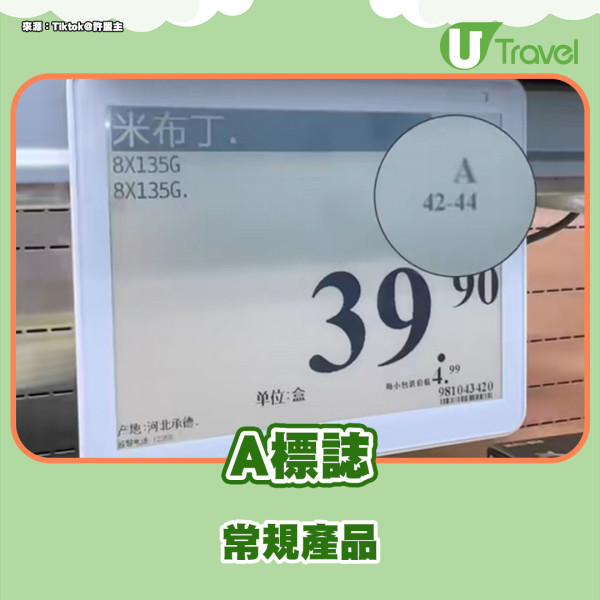 來源：Tiktok@許盟主
U Travel
米布丁.
8X135G
8X135G.
A
42-44
39.90
每小包装价格4.99
单位:盒
981043420
产地:河北承德.
A標誌
常規產品